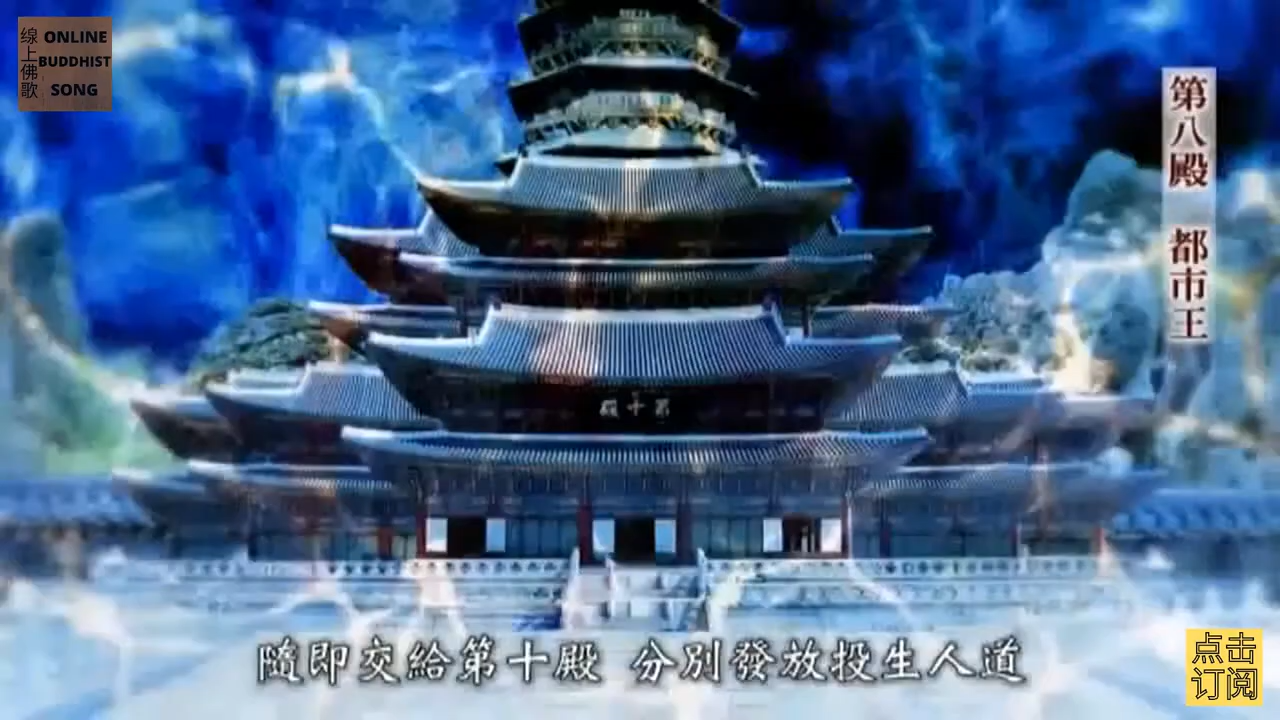 线上佛歌
ONLINE
BUDDHIST
SONG
第八殿 都市王
殿十第
隨即交給第十殿 分別發放投生人道
点击
订阅